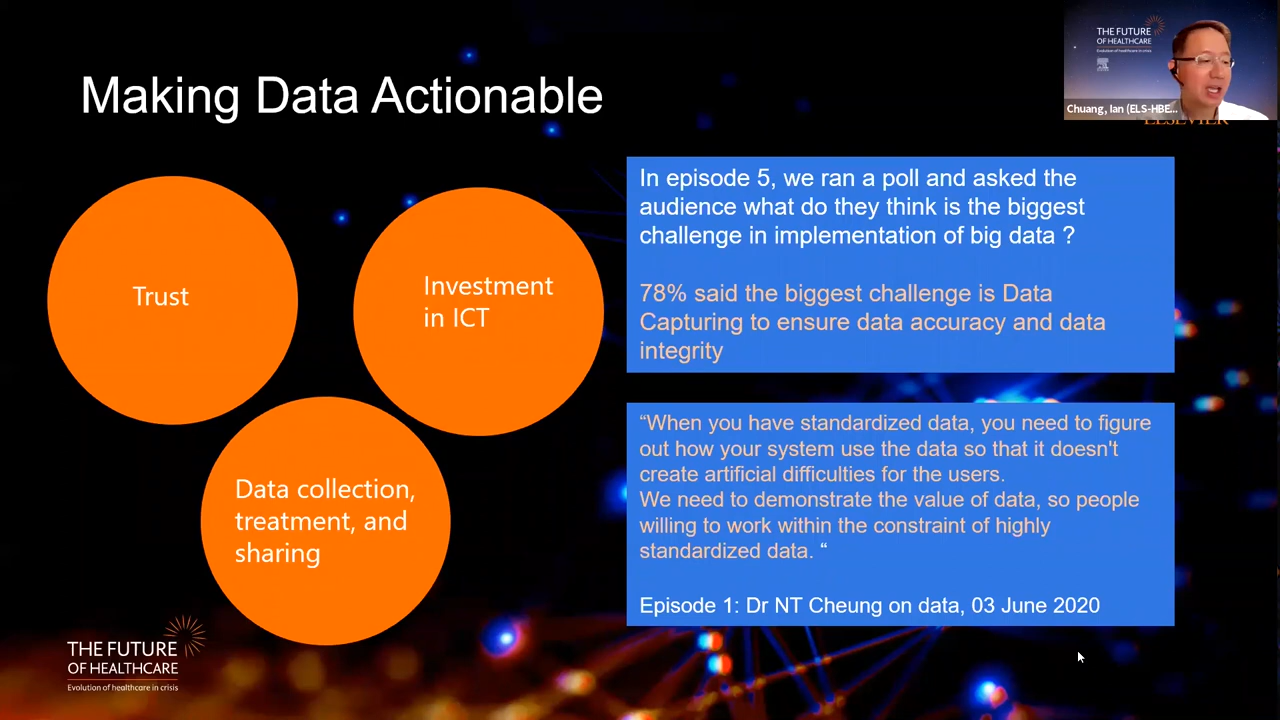 Making Data Actionable
THE FUTURE
OF HEALTHCARE
Evolution of healthcare in crisis
Chuang, Ian (ELS-HBE...
ELSEVIER
Trust
Investment
in ICT
Data collection,
treatment, and
sharing
In episode 5, we ran a poll and asked the
audience what do they think is the biggest
challenge in implementation of big data ?
78% said the biggest challenge is Data
Capturing to ensure data accuracy and data
integrity
“When you have standardized data, you need to figure
out how your system use the data so that it doesn't
create artificial difficulties for the users.
We need to demonstrate the value of data, so people
willing to work within the constraint of highly
standardized data. “
Episode 1: Dr NT Cheung on data, 03 June 2020
THE FUTURE
OF HEALTHCARE
Evolution of healthcare in crisis